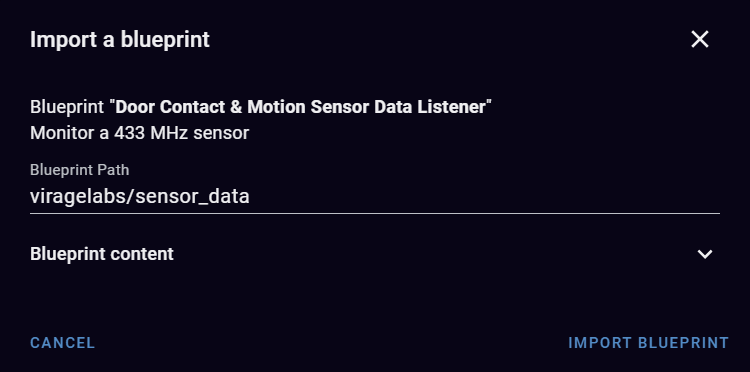 Import a blueprint
Blueprint "Door Contact & Motion Sensor Data Listener"
Monitor a 433 MHz sensor
Blueprint Path
viragelabs/sensor_data
Blueprint content
CANCEL
IMPORT BLUEPRINT